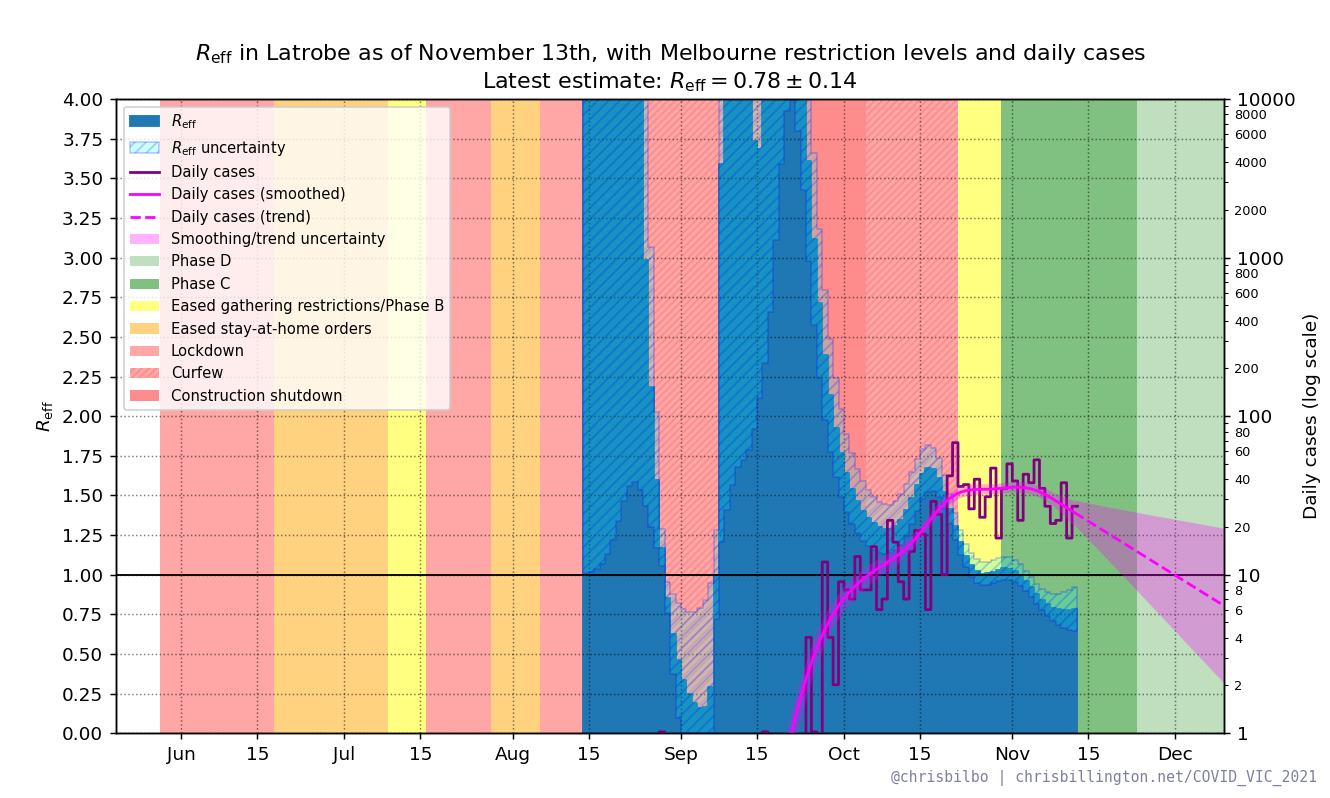 R_eff in Latrobe as of November 13th, with Melbourne restriction levels and daily cases
Latest estimate: R_eff = 0.78 ± 0.14
R_eff
R_eff uncertainty
Daily cases
Daily cases (smoothed)
Daily cases (trend)
Smoothing/trend uncertainty
Phase D
Phase C
Eased gathering restrictions/Phase B
Eased stay-at-home orders
Lockdown
Curfew
Construction shutdown
R_eff
4.00
3.75
3.50
3.25
3.00
2.75
2.50
2.25
2.00
1.75
1.50
1.25
1.00
0.75
0.50
0.25
0.00
10000
8000
6000
4000
2000
1000
800
600
400
200
100
80
60
40
20
10
8
6
4
2
1
Daily cases (log scale)
Jun 15 Jul 15 Aug 15 Sep 15 Oct 15 Nov 15 Dec
@chrisbilbo | chrisbillington.net/COVID_VIC_2021